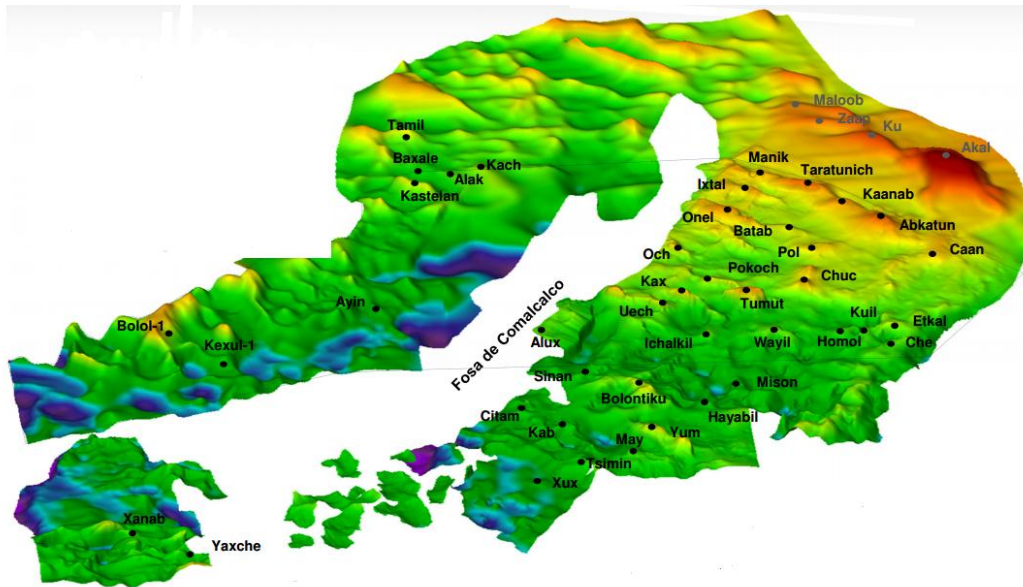 Maloob
Zaap
Ku
Tamil
Akal
Baxale
Kach
Manik
Alak
Taratunich
Kastelan
Ixtal
Kaanab
Onel
Abkatun
Batab
Och
Pol
Caan
Pokoch
Chuc
Kax
Ayin
Uech
Tumut
Bolol-1
Kuil
Etkal
Fosa de Comalcalco
Alux
Ichalkil
Wayil
Homol
Che
Kexul-1
Sinan
Mison
Bolontiku
Citam
Hayabil
Kab
May
Yum
Tsimin
Xux
Xanab
Yaxche